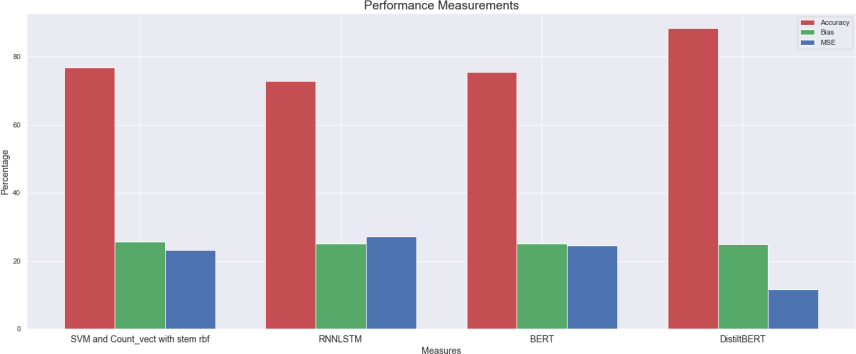 Performance Measurements
Accuracy
Bias
MSE
80
60
40
20
0
Percentage
SVM and Count_vect with stem rbf
RNNLSTM
BERT
DistiltBERT
Measures